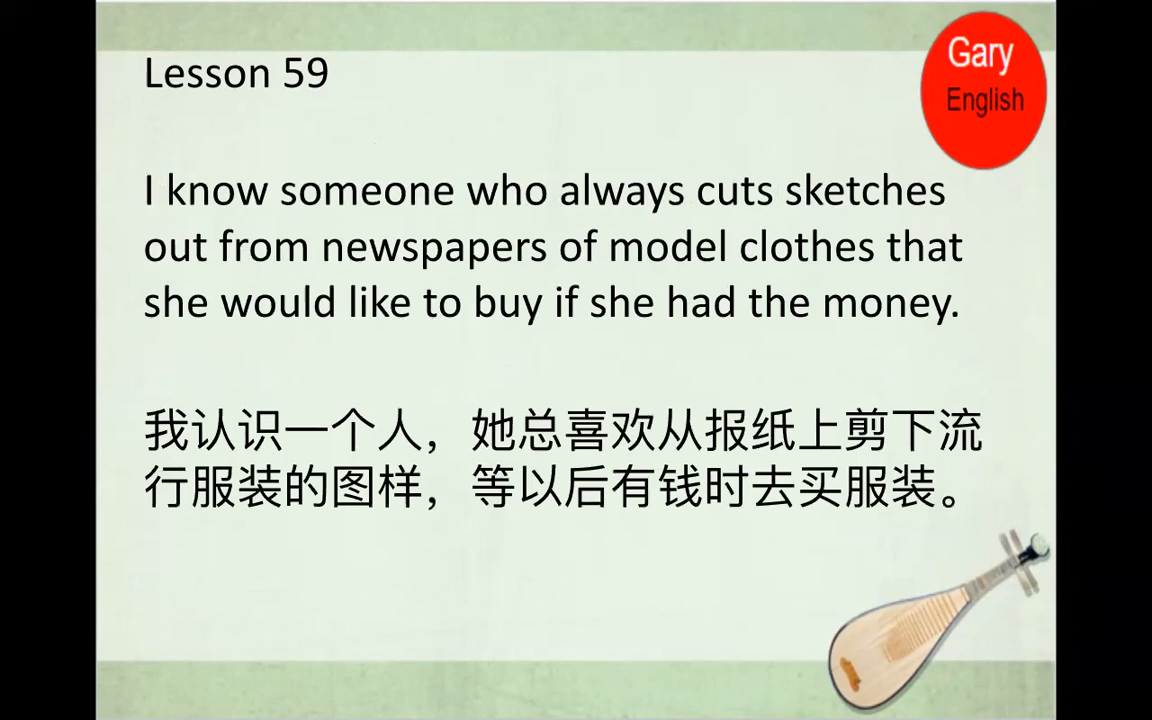 Lesson 59
Gary
English
I know someone who always cuts sketches
out from newspapers of model clothes that
she would like to buy if she had the money.
我认识一个人，她总喜欢从报纸上剪下流
行服装的图样，等以后有钱时去买服装。